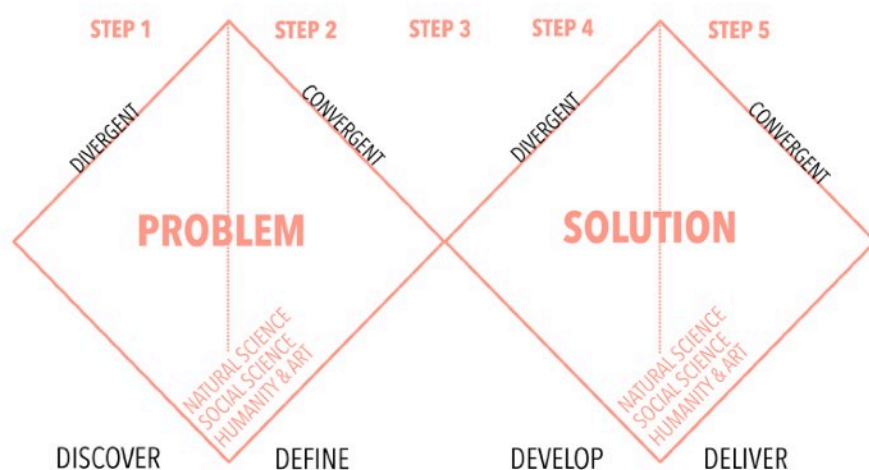 STEP 1
STEP 2
STEP 3
STEP 4
STEP 5
DIVERGENT
CONVERGENT
DIVERGENT
CONVERGENT
PROBLEM
SOLUTION
NATURAL SCIENCE
SOCIAL SCIENCE
HUMANITY & ART
NATURAL SCIENCE
SOCIAL SCIENCE
HUMANITY & ART
DISCOVER
DEFINE
DEVELOP
DELIVER